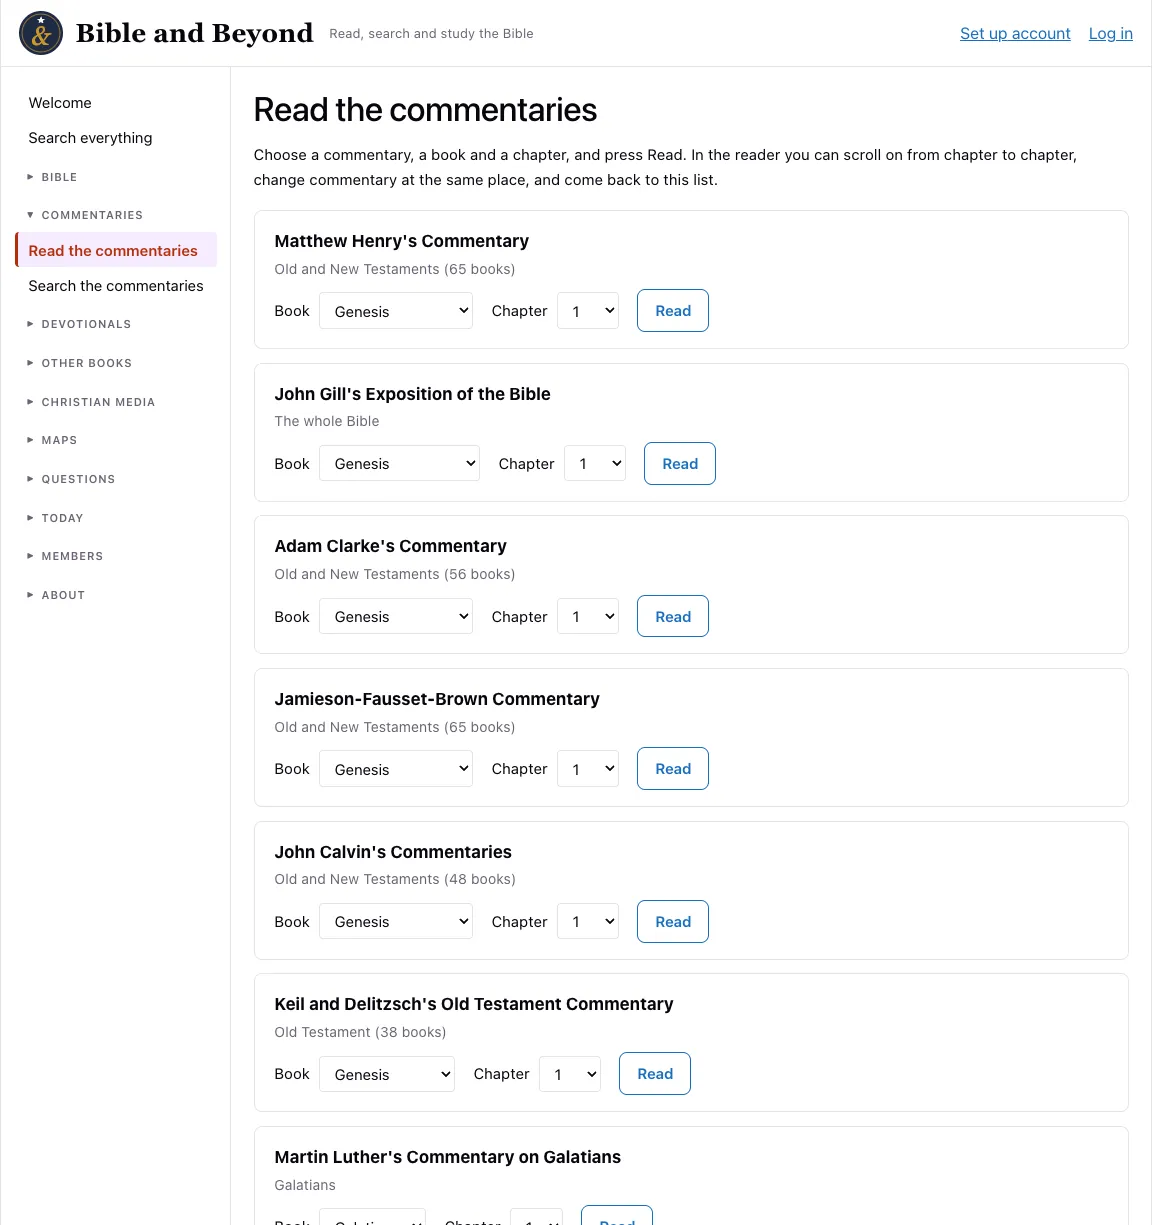 &
Bible and Beyond
Read, search and study the Bible
Set up account
Log in
Welcome
Search everything
BIBLE
COMMENTARIES
Read the commentaries
Search the commentaries
DEVOTIONALS
OTHER BOOKS
CHRISTIAN MEDIA
MAPS
QUESTIONS
TODAY
MEMBERS
ABOUT
Read the commentaries
Choose a commentary, a book and a chapter, and press Read. In the reader you can scroll on from chapter to chapter,
change commentary at the same place, and come back to this list.
Matthew Henry's Commentary
Old and New Testaments (65 books)
Book Genesis Chapter 1 Read
John Gill's Exposition of the Bible
The whole Bible
Book Genesis Chapter 1 Read
Adam Clarke's Commentary
Old and New Testaments (56 books)
Book Genesis Chapter 1 Read
Jamieson-Fausset-Brown Commentary
Old and New Testaments (65 books)
Book Genesis Chapter 1 Read
John Calvin's Commentaries
Old and New Testaments (48 books)
Book Genesis Chapter 1 Read
Keil and Delitzsch's Old Testament Commentary
Old Testament (38 books)
Book Genesis Chapter 1 Read
Martin Luther's Commentary on Galatians
Galatians
Book Galatians Chapter 1 Read